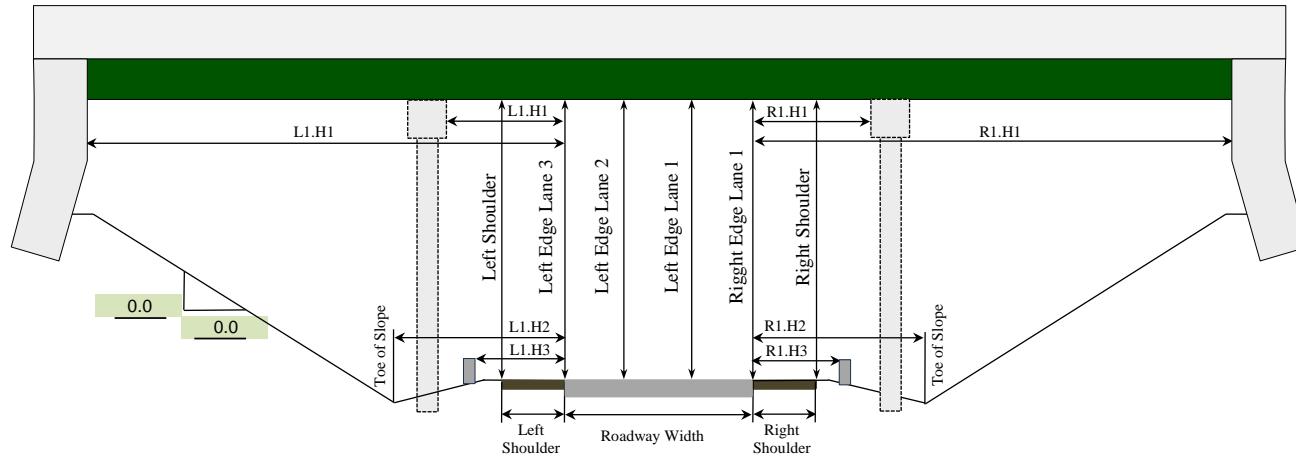 L1.H1
R1.H1
L1.H1
R1.H1
Left Shoulder
Left Edge Lane 3
Left Edge Lane 2
Left Edge Lane 1
Rigght Edge Lane 1
Right Shoulder
0.0
0.0
Toe of Slope
L1.H2
R1.H2
Toe of Slope
L1.H3
R1.H3
Left
Shoulder
Roadway Width
Right
Shoulder